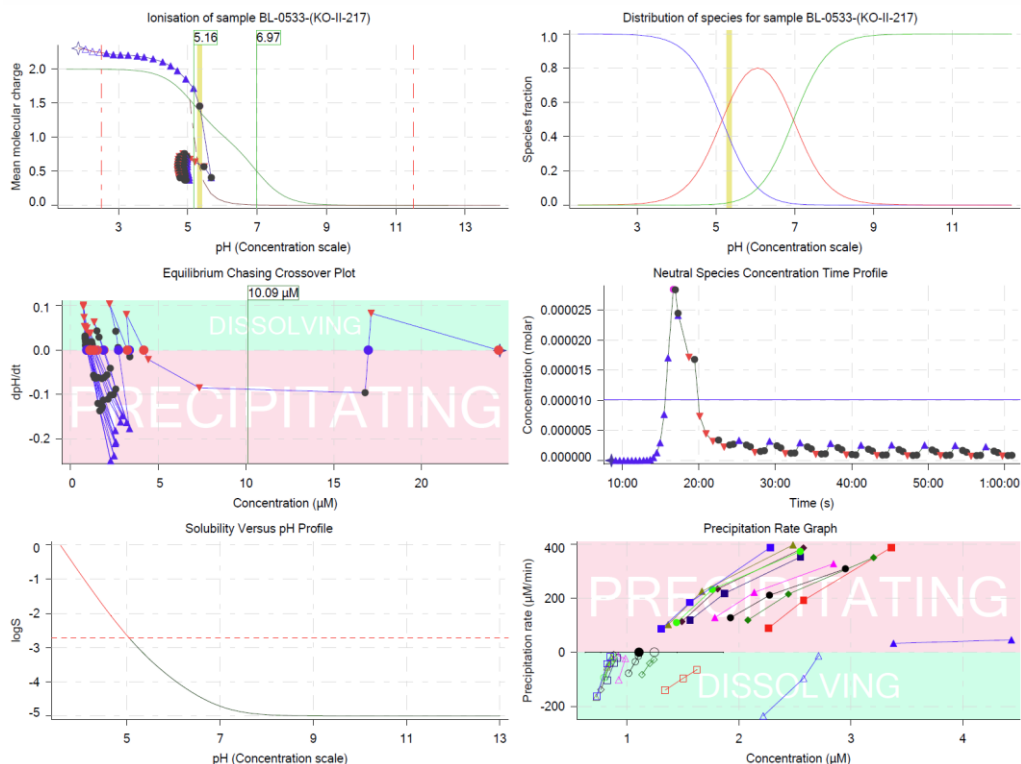 Ionisation of sample BL-0533-(KO-II-217)
5.16
6.97
Mean molecular charge
2.0
1.5
1.0
0.5
0.0
3 5 7 9 11 13
pH (Concentration scale)
Distribution of species for sample BL-0533-(KO-II-217)
Species fraction
1.0
0.8
0.6
0.4
0.2
0.0
3 5 7 9 11
pH (Concentration scale)
Equilibrium Chasing Crossover Plot
10.09 µM
DISSOLVING
PRECIPITATING
dpH/dt
0.1
0.0
-0.1
-0.2
0 5 10 15 20
Concentration (µM)
Neutral Species Concentration Time Profile
Concentration (molar)
0.000025
0.000020
0.000015
0.000010
0.000005
0.000000
10:00 20:00 30:00 40:00 50:00 1:00:00
Time (s)
Solubility Versus pH Profile
logS
0
-1
-2
-3
-4
-5
5 7 9 11 13
pH (Concentration scale)
Precipitation Rate Graph
PRECIPITATING
DISSOLVING
Precipitation rate (µM/min)
400
200
0
-200
1 2 3 4
Concentration (µM)